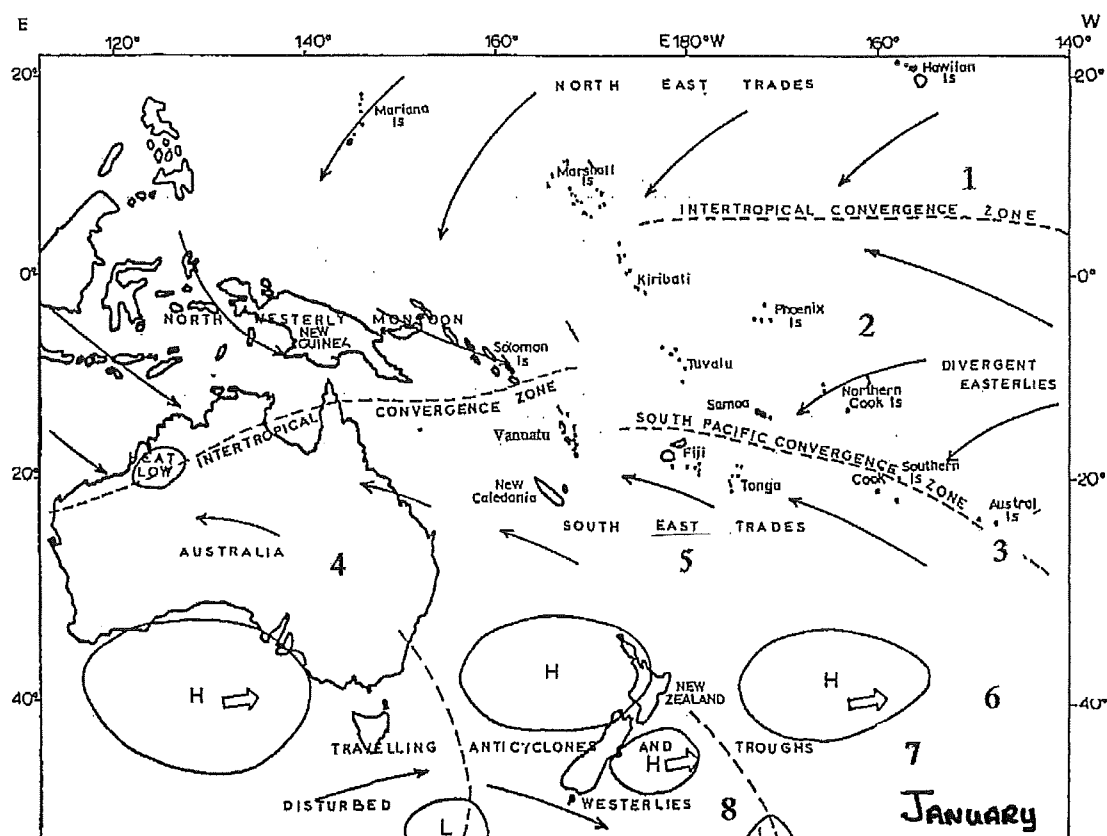 E
W
120°
140°
160°
E 180° W
160°
140°
20°
20°
Hawiian
Is
NORTH EAST TRADES
Mariana
Is
Marshall
Is
1
INTERTROPICAL CONVERGENCE ZONE
0°
0°
Kiribati
Phoenix
Is
2
NORTH WESTERLY MONSOON
NEW
GUINEA
Solomon
Is
Tuvalu
DIVERGENT
EASTERLIES
Northern
Cook Is
INTERTROPICAL CONVERGENCE ZONE
Samoa
SOUTH PACIFIC CONVERGENCE ZONE
Vanuatu
HEAT
LOW
Fiji
Southern
Cook Is
20°
20°
New
Caledonia
Tonga
Austral
Is
SOUTH EAST TRADES
AUSTRALIA
4
5
3
H
H
H
NEW
ZEALAND
6
40°
40°
TRAVELLING ANTICYCLONES AND TROUGHS
7
H
DISTURBED WESTERLIES
8
JANUARY
L
L